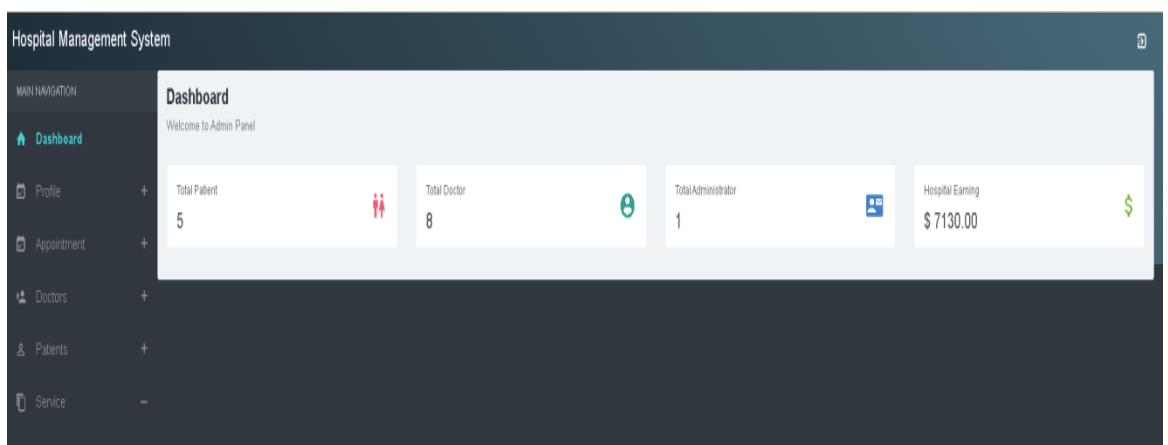 Hospital Management System
MAIN NAVIGATION
Dashboard
Profile +
Appointment +
Doctors +
Patients +
Service –
Dashboard
Welcome to Admin Panel
Total Patient
5
Total Doctor
8
Total Administrator
1
Hospital Earning
$ 7130.00